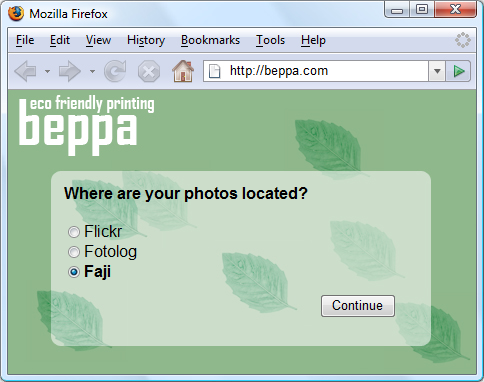 Mozilla Firefox
File Edit View History Bookmarks Tools Help
http://beppa.com
eco friendly printing
beppa
Where are your photos located?
Flickr
Fotolog
Faji
Continue